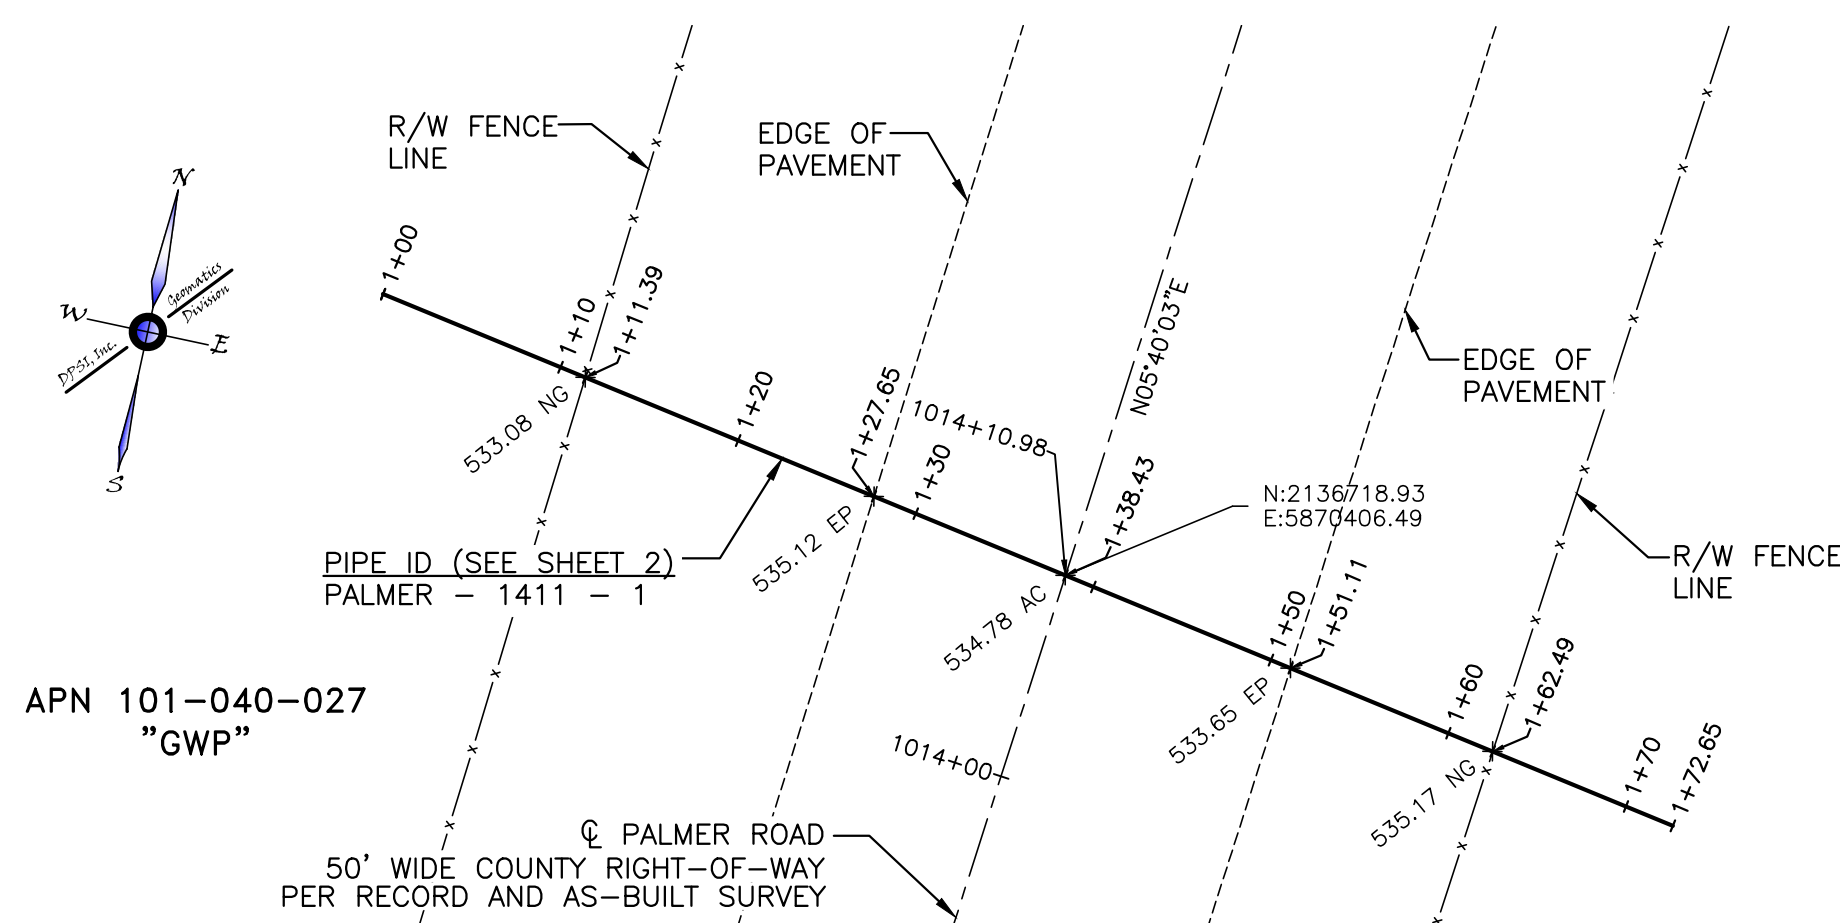 R/W FENCE
LINE
EDGE OF
PAVEMENT
N
W
E
S
Geomatics
Division
DPSI, Inc.
1+00
1+10
1+11.39
533.08 NG
1+20
1+27.65
535.12 EP
1+30
1014+10.98
N05°40'03"E
1+38.43
534.78 AC
N:2136718.93
E:5870406.49
EDGE OF
PAVEMENT
R/W FENCE
LINE
PIPE ID (SEE SHEET 2)
PALMER - 1411 - 1
1+50
1+51.11
533.65 EP
1+60
1+62.49
535.17 NG
1+70
1+72.65
APN 101-040-027
"GWP"
1014+00
℄ PALMER ROAD
50' WIDE COUNTY RIGHT-OF-WAY
PER RECORD AND AS-BUILT SURVEY